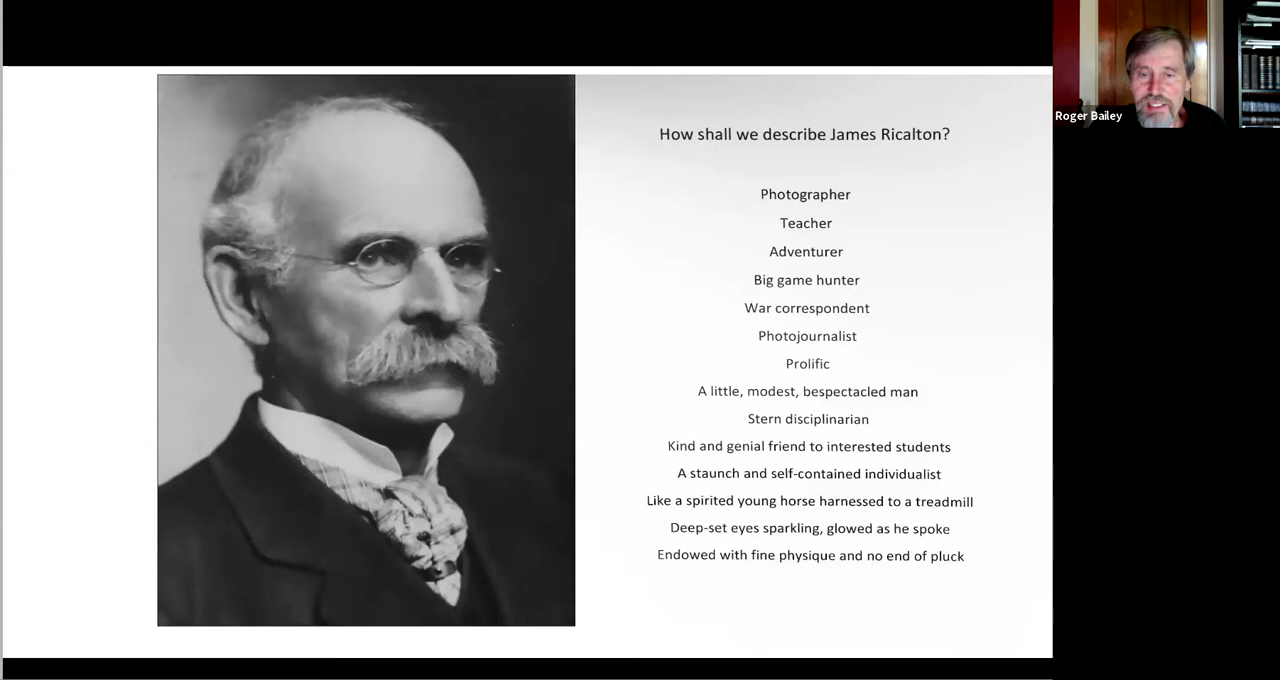 How shall we describe James Ricalton?
Photographer
Teacher
Adventurer
Big game hunter
War correspondent
Photojournalist
Prolific
A little, modest, bespectacled man
Stern disciplinarian
Kind and genial friend to interested students
A staunch and self-contained individualist
Like a spirited young horse harnessed to a treadmill
Deep-set eyes sparkling, glowed as he spoke
Endowed with fine physique and no end of pluck
Roger Bailey